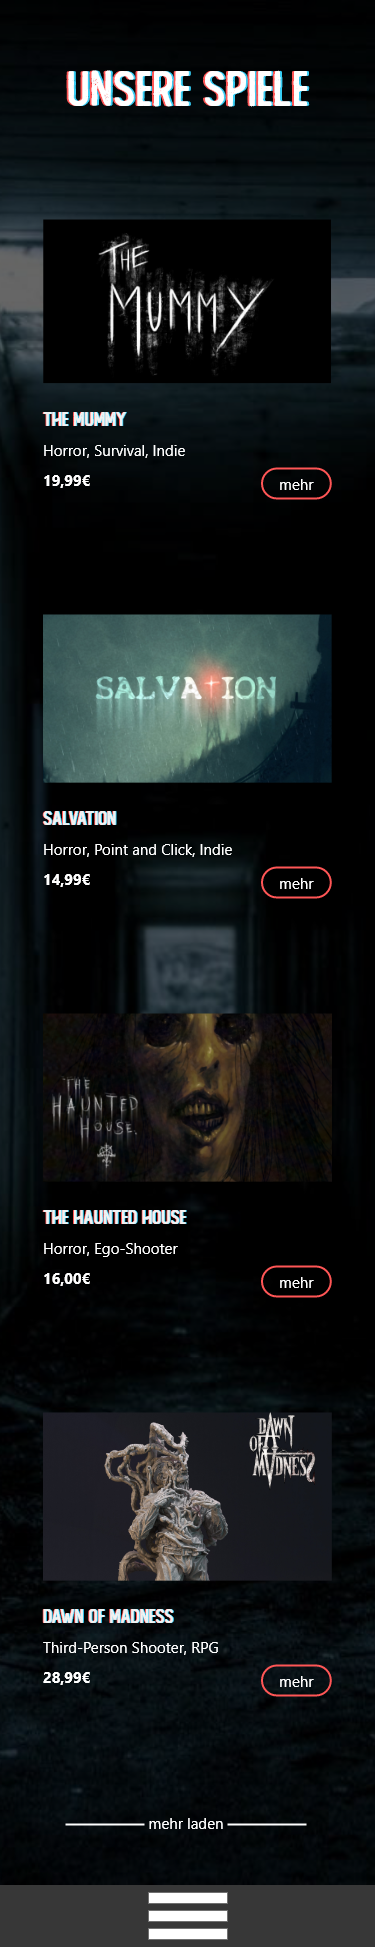 UNSERE SPIELE
THE
MUMMY
THE MUMMY
Horror, Survival, Indie
19,99€
mehr
SALVATION
SALVATION
Horror, Point and Click, Indie
14,99€
mehr
THE
HAUNTED
HOUSE.
THE HAUNTED HOUSE
Horror, Ego-Shooter
16,00€
mehr
DAWN
OF A
MADNESS
DAWN OF MADNESS
Third-Person Shooter, RPG
28,99€
mehr
mehr laden